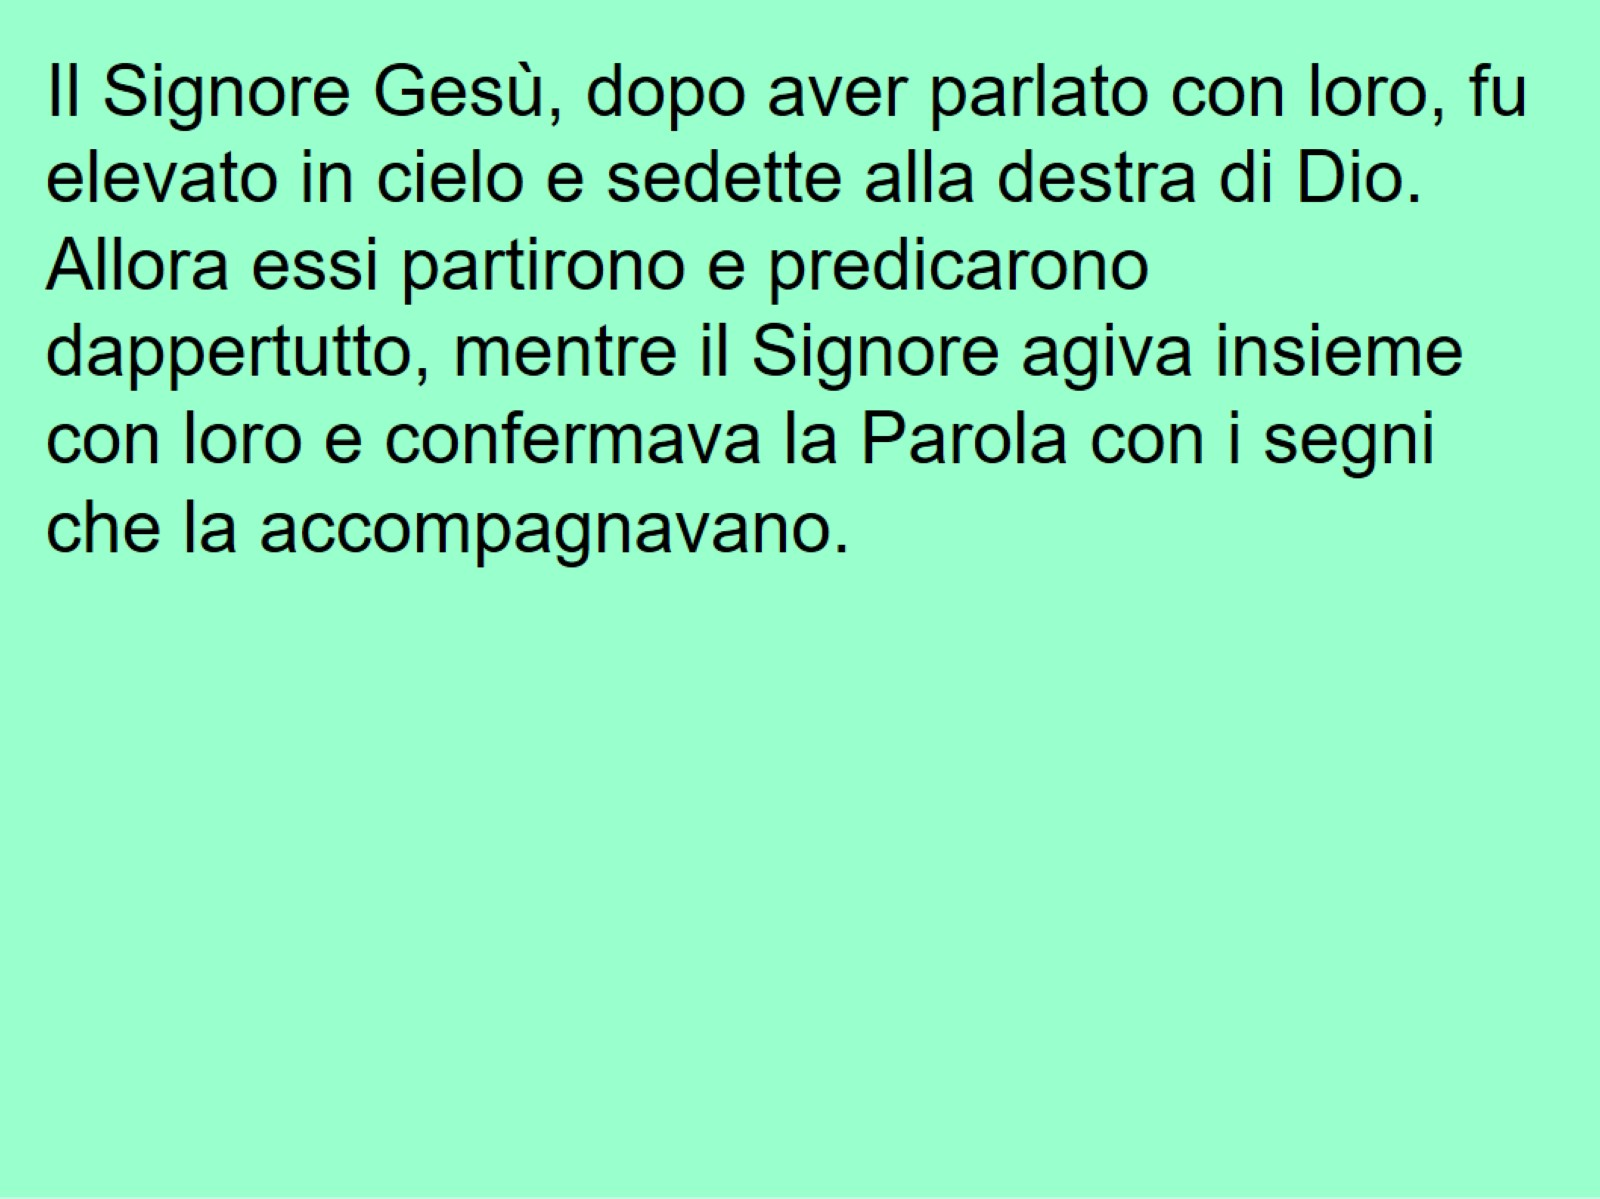 Il Signore Gesù, dopo aver parlato con loro, fu
elevato in cielo e sedette alla destra di Dio.
Allora essi partirono e predicarono
dappertutto, mentre il Signore agiva insieme
con loro e confermava la Parola con i segni
che la accompagnavano.